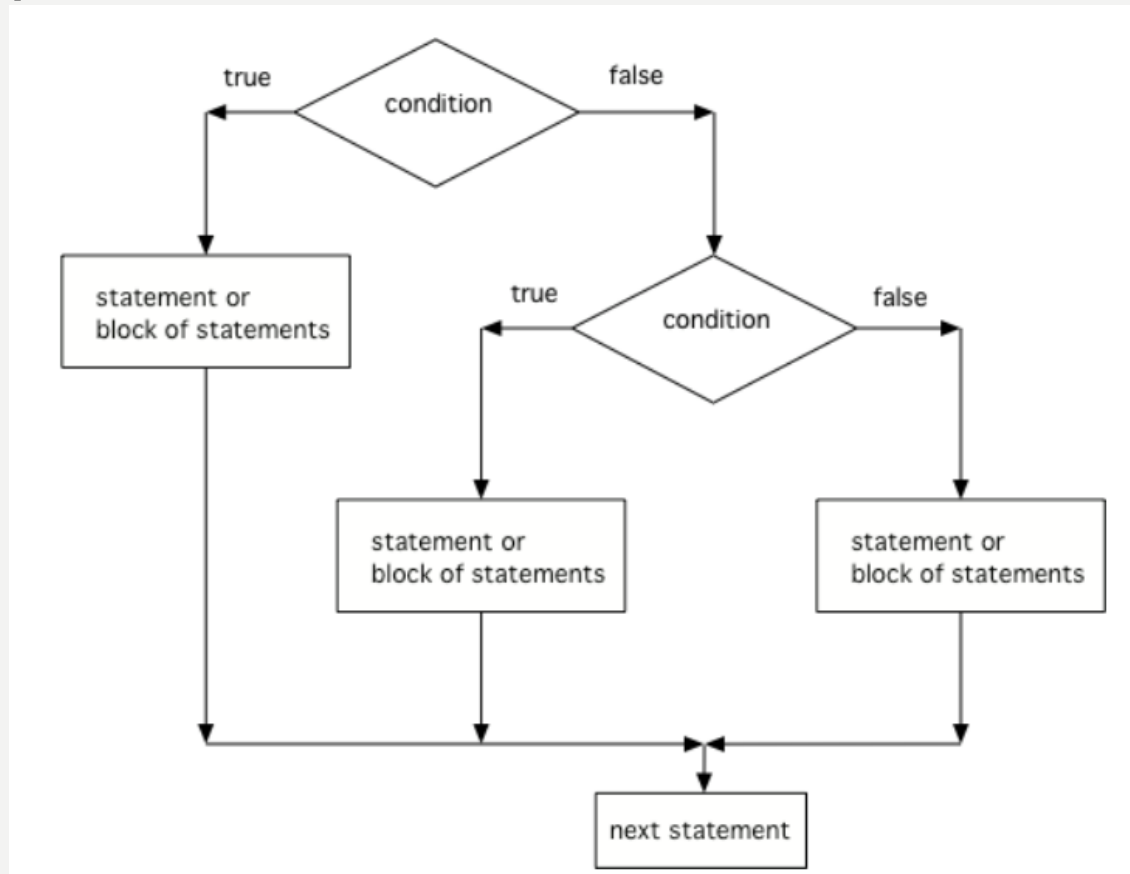 true
condition
false
statement or
block of statements
true
condition
false
statement or
block of statements
statement or
block of statements
next statement